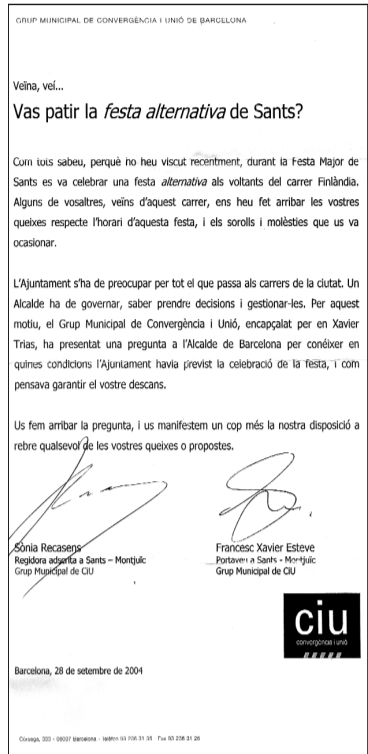 GRUP MUNICIPAL DE CONVERGÈNCIA I UNIÓ DE BARCELONA
Veïna, veí...
Vas patir la festa alternativa de Sants?
Com tots sabeu, perquè no heu viscut recentment, durant la Festa Major de
Sants es va celebrar una festa alternativa als voltants del carrer Finlàndia.
Alguns de vosaltres, veïns d'aquest carrer, ens heu fet arribar les vostres
queixes respecte l'horari d'aquesta festa, i els sorolls i molèsties que us va
ocasionar.
L'Ajuntament s'ha de preocupar per tot el que passa als carrers de la ciutat. Un
Alcalde ha de governar, saber prendre decisions i gestionar-les. Per aquest
motiu, el Grup Municipal de Convergència i Unió, encapçalat per en Xavier
Trias, ha presentat una pregunta a l'Alcalde de Barcelona per conéixer en
quines condicions l'Ajuntament havia previst la celebració de la festa, i com
pensava garantir el vostre descans.
Us fem arribar la pregunta, i us manifestem un cop més la nostra disposició a
rebre qualsevol de les vostres queixes o propostes.
Sònia Recasens
Regidora adscrita a Sants – Montjuïc
Grup Municipal de CiU
Francesc Xavier Esteve
Portaveu a Sants - Montjuïc
Grup Municipal de CiU
ciu
convergència i unió
Barcelona, 28 de setembre de 2004
Còrsega, - 08037 Barcelona - Telèfon 93 Fax 93